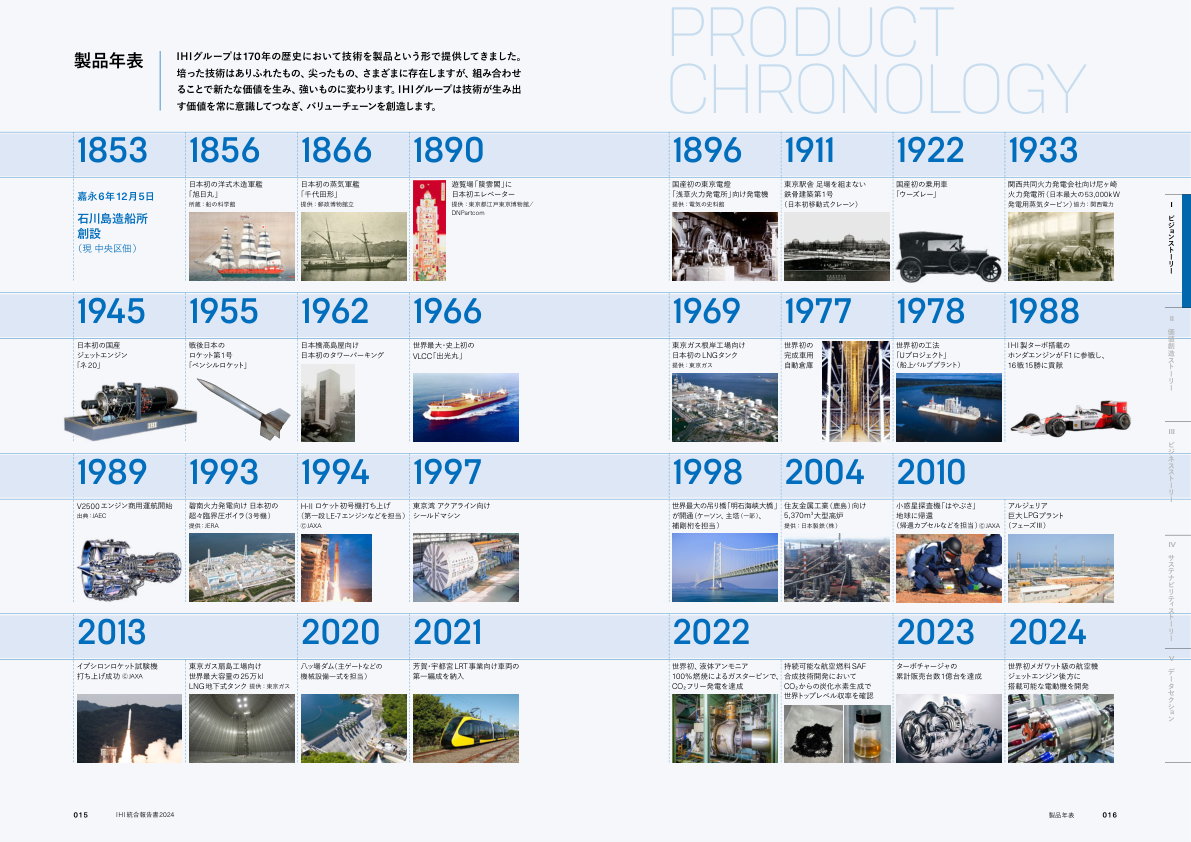 PRODUCT
CHRONOLOGY
製品年表
IHIグループは170年の歴史において技術を製品という形で提供してきました。
培った技術はありふれたもの、尖ったもの、さまざまに存在しますが、組み合わせ
ることで新たな価値を生み、強いものに変わります。IHIグループは技術が生み出
す価値を常に意識してつなぎ、バリューチェーンを創造します。
1853
嘉永6年12月5日
石川島造船所
創設
（現 中央区佃）
1856
日本初の洋式木造軍艦
「旭日丸」
所蔵：船の科学館
1866
日本初の蒸気軍艦
「千代田形」
提供：郵政博物館立
1890
遊覧場「凌雲閣」に
日本初エレベーター
提供：東京都江戸東京博物館／
DNPartcom
1896
国産初の東京電燈
「浅草火力発電所」向け発電機
提供：電気の史料館
1911
東京駅舎 足場を組まない
鉄骨建築第1号
（日本初移動式クレーン）
1922
国産初の乗用車
「ウーズレー」
1933
関西共同火力発電会社向け尼ヶ崎
火力発電所（日本最大の53,000kW
発電用蒸気タービン）協力：関西電力
1945
日本初の国産
ジェットエンジン
「ネ20」
1955
戦後日本の
ロケット第1号
「ペンシルロケット」
1962
日本橋髙島屋向け
日本初のタワーパーキング
1966
世界最大・史上初の
VLCC「出光丸」
1969
東京ガス根岸工場向け
日本初のLNGタンク
提供：東京ガス
1977
世界初の
完成車用
自動倉庫
1978
世界初の工法
「IJプロジェクト」
（船上パルププラント）
1988
IHI製ターボ搭載の
ホンダエンジンがF1に参戦し、
16戦15勝に貢献
1989
V2500エンジン商用運航開始
出典：JAEC
1993
碧南火力発電向け 日本初の
超々臨界圧ボイラ（3号機）
提供：JERA
1994
H-II ロケット初号機打ち上げ
（第一段LE-7エンジンなどを担当）
©JAXA
1997
東京湾 アクアライン向け
シールドマシン
1998
世界最大の吊り橋「明石海峡大橋」
が開通（ケーソン、主塔（一部）、
補剛桁を担当）
2004
住友金属工業（鹿島）向け
5,370m³大型高炉
提供：日本製鉄（株）
2010
小惑星探査機「はやぶさ」
地球に帰還
（帰還カプセルなどを担当）©JAXA
アルジェリア
巨大LPGプラント
（フェーズⅢ）
2013
イプシロンロケット試験機
打ち上げ成功 ©JAXA
東京ガス扇島工場向け
世界最大容量の25万kl
LNG地下式タンク 提供：東京ガス
2020
八ッ場ダム（主ゲートなどの
機械設備一式を担当）
2021
芳賀・宇都宮LRT事業向け車両の
第一編成を納入
2022
世界初、液体アンモニア
100%燃焼によるガスタービンで、
CO₂フリー発電を達成
持続可能な航空燃料SAF
合成技術開発において
CO₂からの炭化水素生成で
世界トップレベル収率を確認
2023
ターボチャージャの
累計販売台数1億台を達成
2024
世界初メガワット級の航空機
ジェットエンジン後方に
搭載可能な電動機を開発
Ⅰ ビジョンストーリー
Ⅱ 価値創造ストーリー
Ⅲ ビジネスストーリー
Ⅳ サステナビリティストーリー
Ⅴ データセクション
015
IHI統合報告書2024
製品年表
016